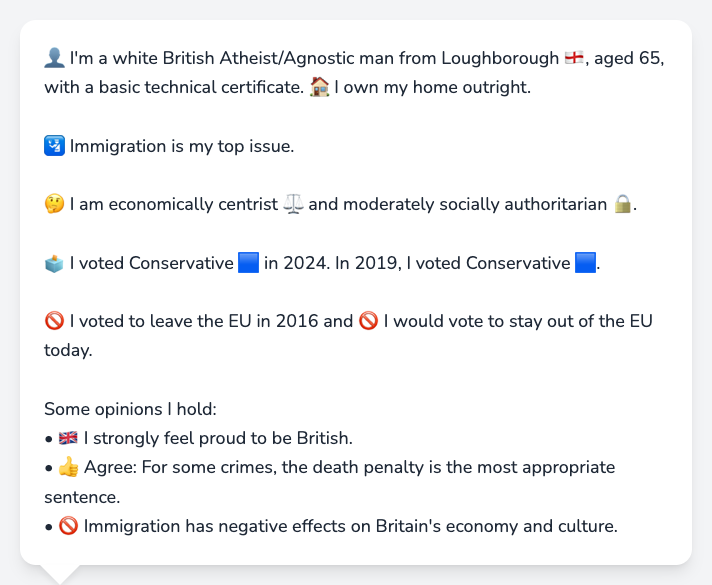 👤 I'm a white British Atheist/Agnostic man from Loughborough 🏴󠁧󠁢󠁥󠁮󠁧󠁿, aged 65,
with a basic technical certificate. 🏠 I own my home outright.
🛂 Immigration is my top issue.
🤔 I am economically centrist ⚖️ and moderately socially authoritarian 🔒.
🗳️ I voted Conservative 🟦 in 2024. In 2019, I voted Conservative 🟦.
🚫 I voted to leave the EU in 2016 and 🚫 I would vote to stay out of the EU
today.
Some opinions I hold:
• 🇬🇧 I strongly feel proud to be British.
• 👍 Agree: For some crimes, the death penalty is the most appropriate
sentence.
• 🚫 Immigration has negative effects on Britain's economy and culture.